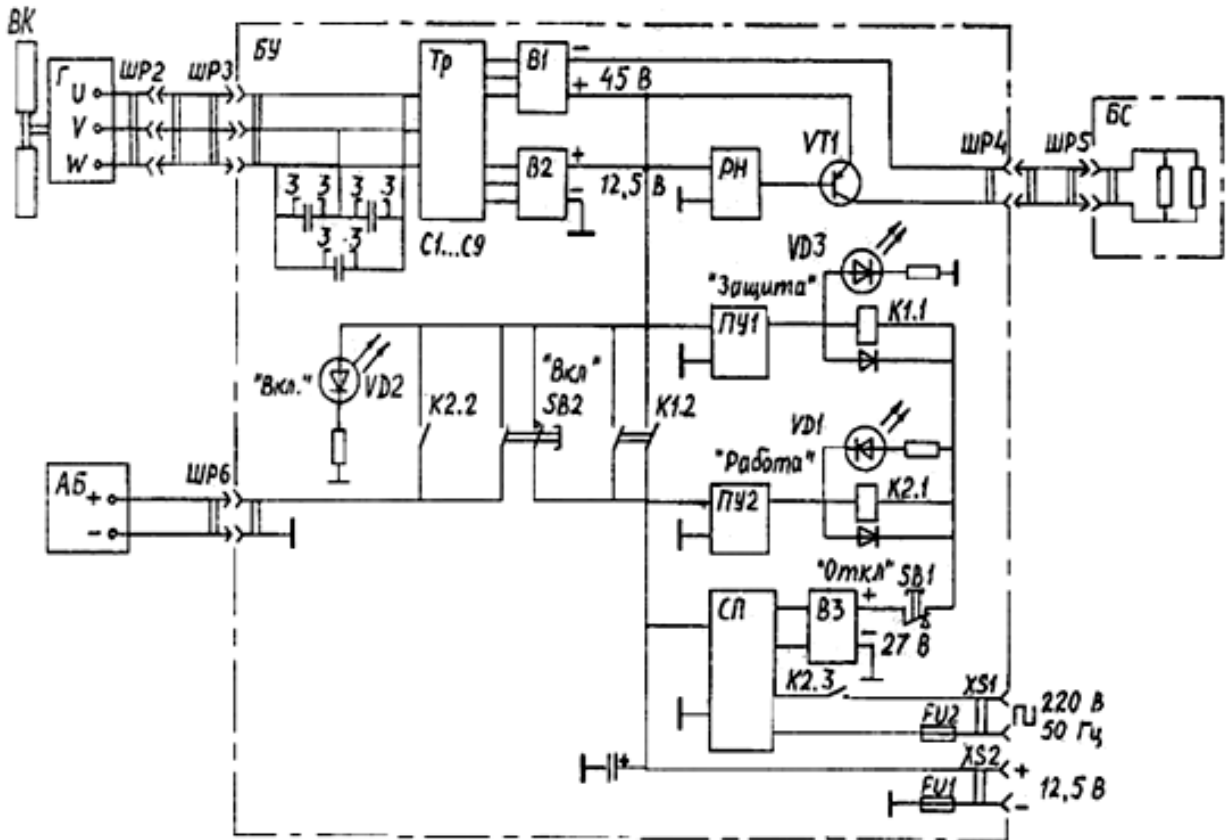 ВК
Г
U
V
W
ШР2
ШР3
БУ
Тр
В1
−
+
45 В
В2
+
−
12,5 В
РН
VT1
ШР4
ШР5
БС
3 3 3 3
3 3
С1...С9
VD3
"Защита"
ПУ1
К1.1
"Вкл."
VD2
К2.2
"Вкл"
SB2
К1.2
VD1
"Работа"
ПУ2
К2.1
АБ
+
−
ШР6
"Откл"
SB1
СП
В3
+
−
27 В
К2.3
XS1
FU2
220 В
50 Гц
+
XS2
FU1
+
−
12,5 В